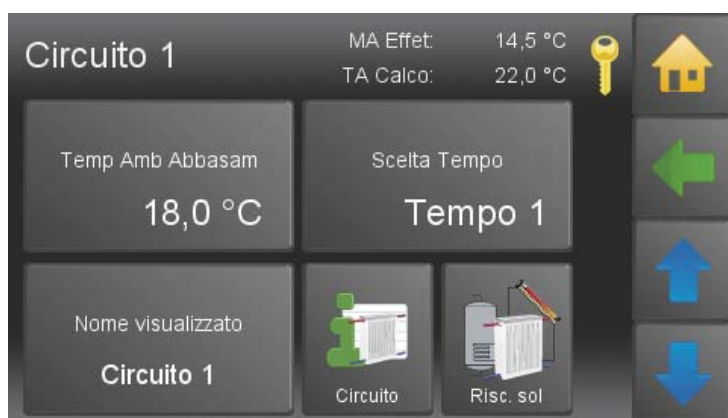 Circuito 1
MA Effet: 14,5 °C
TA Calco: 22,0 °C
Temp Amb Abbasam
18,0 °C
Scelta Tempo
Tempo 1
Nome visualizzato
Circuito 1
Circuito
Risc. sol